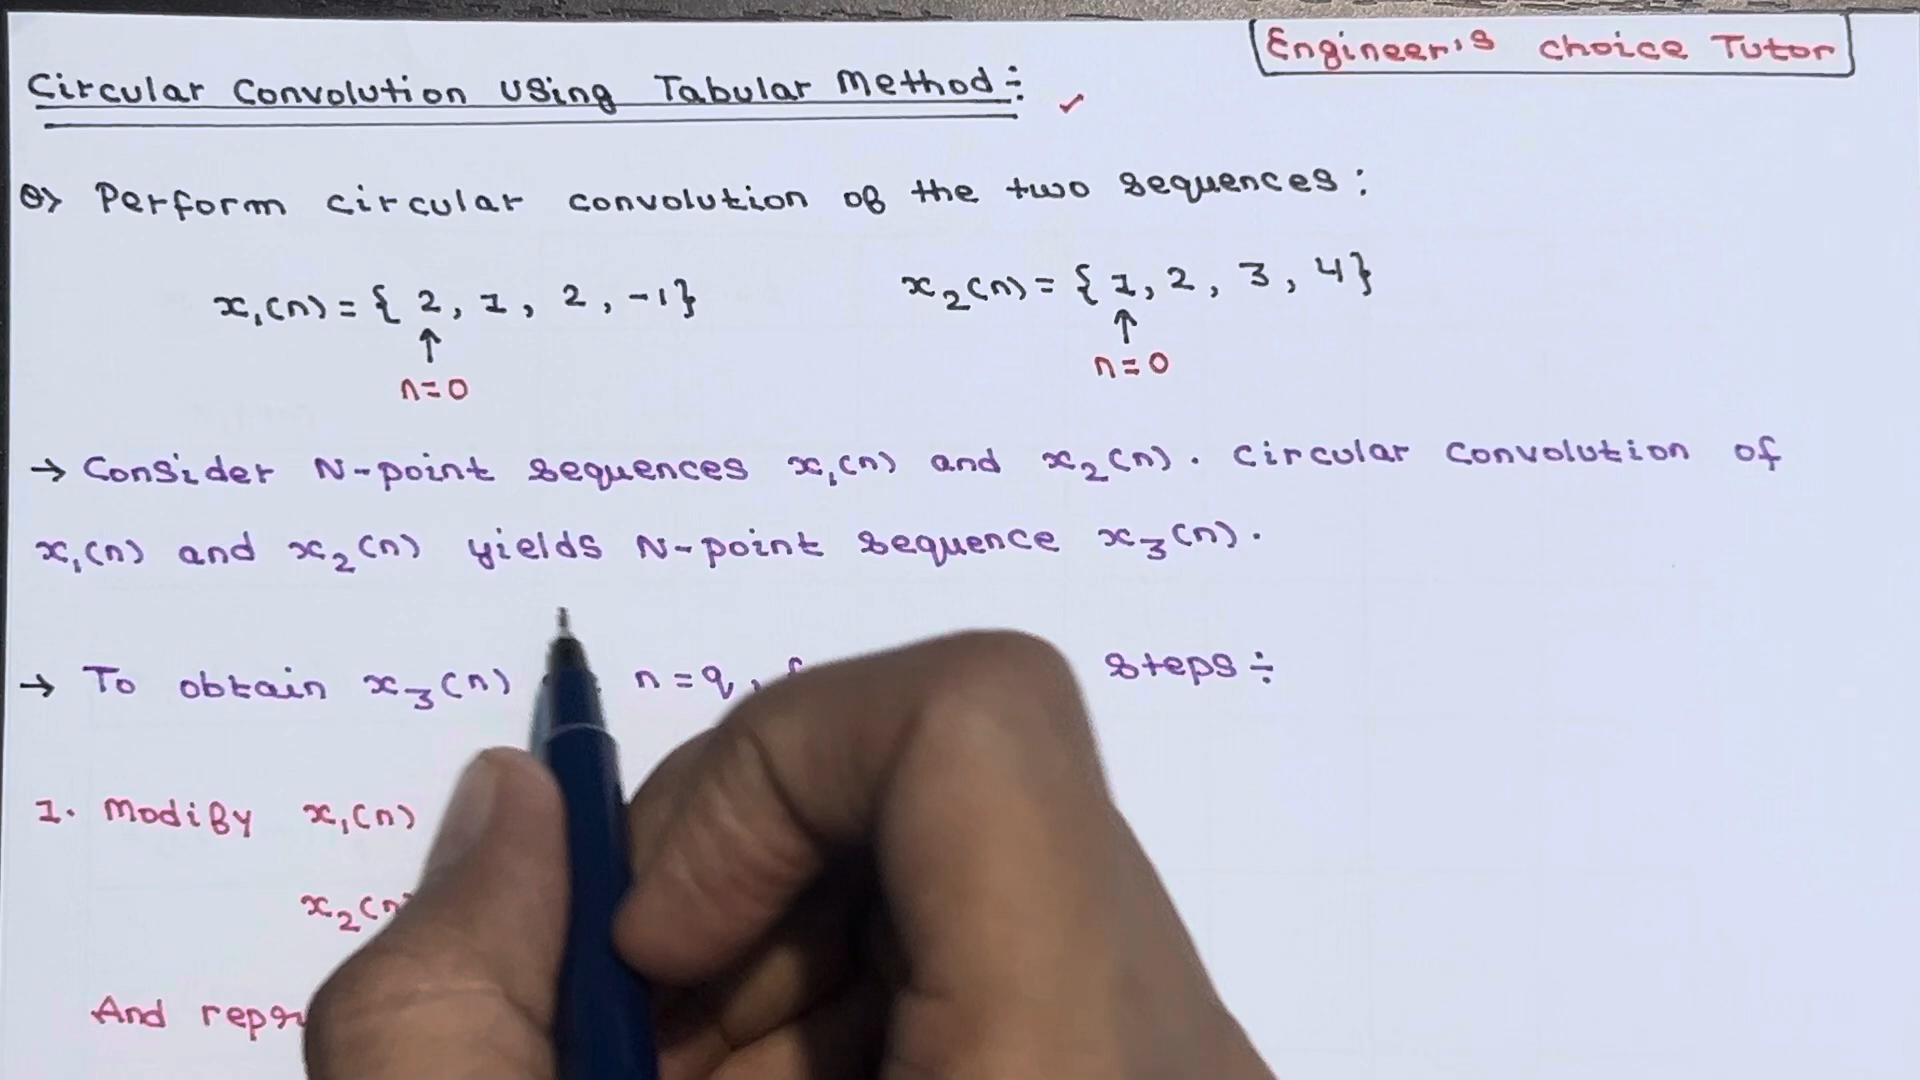 Engineer's choice Tutor
Circular Convolution Using Tabular Method ÷ ✓
Q> Perform circular convolution of the two sequences :
x₁(n) = { 2, 1, 2, -1}
x₂(n) = { 1, 2, 3, 4}
↑
n=0
↑
n=0
→ Consider N-point sequences x₁(n) and x₂(n). Circular Convolution of
x₁(n) and x₂(n) yields N-point sequence x₃(n).
→ To obtain x₃(n) n = q, steps ÷
1. Modify x₁(n)
x₂(n)
And